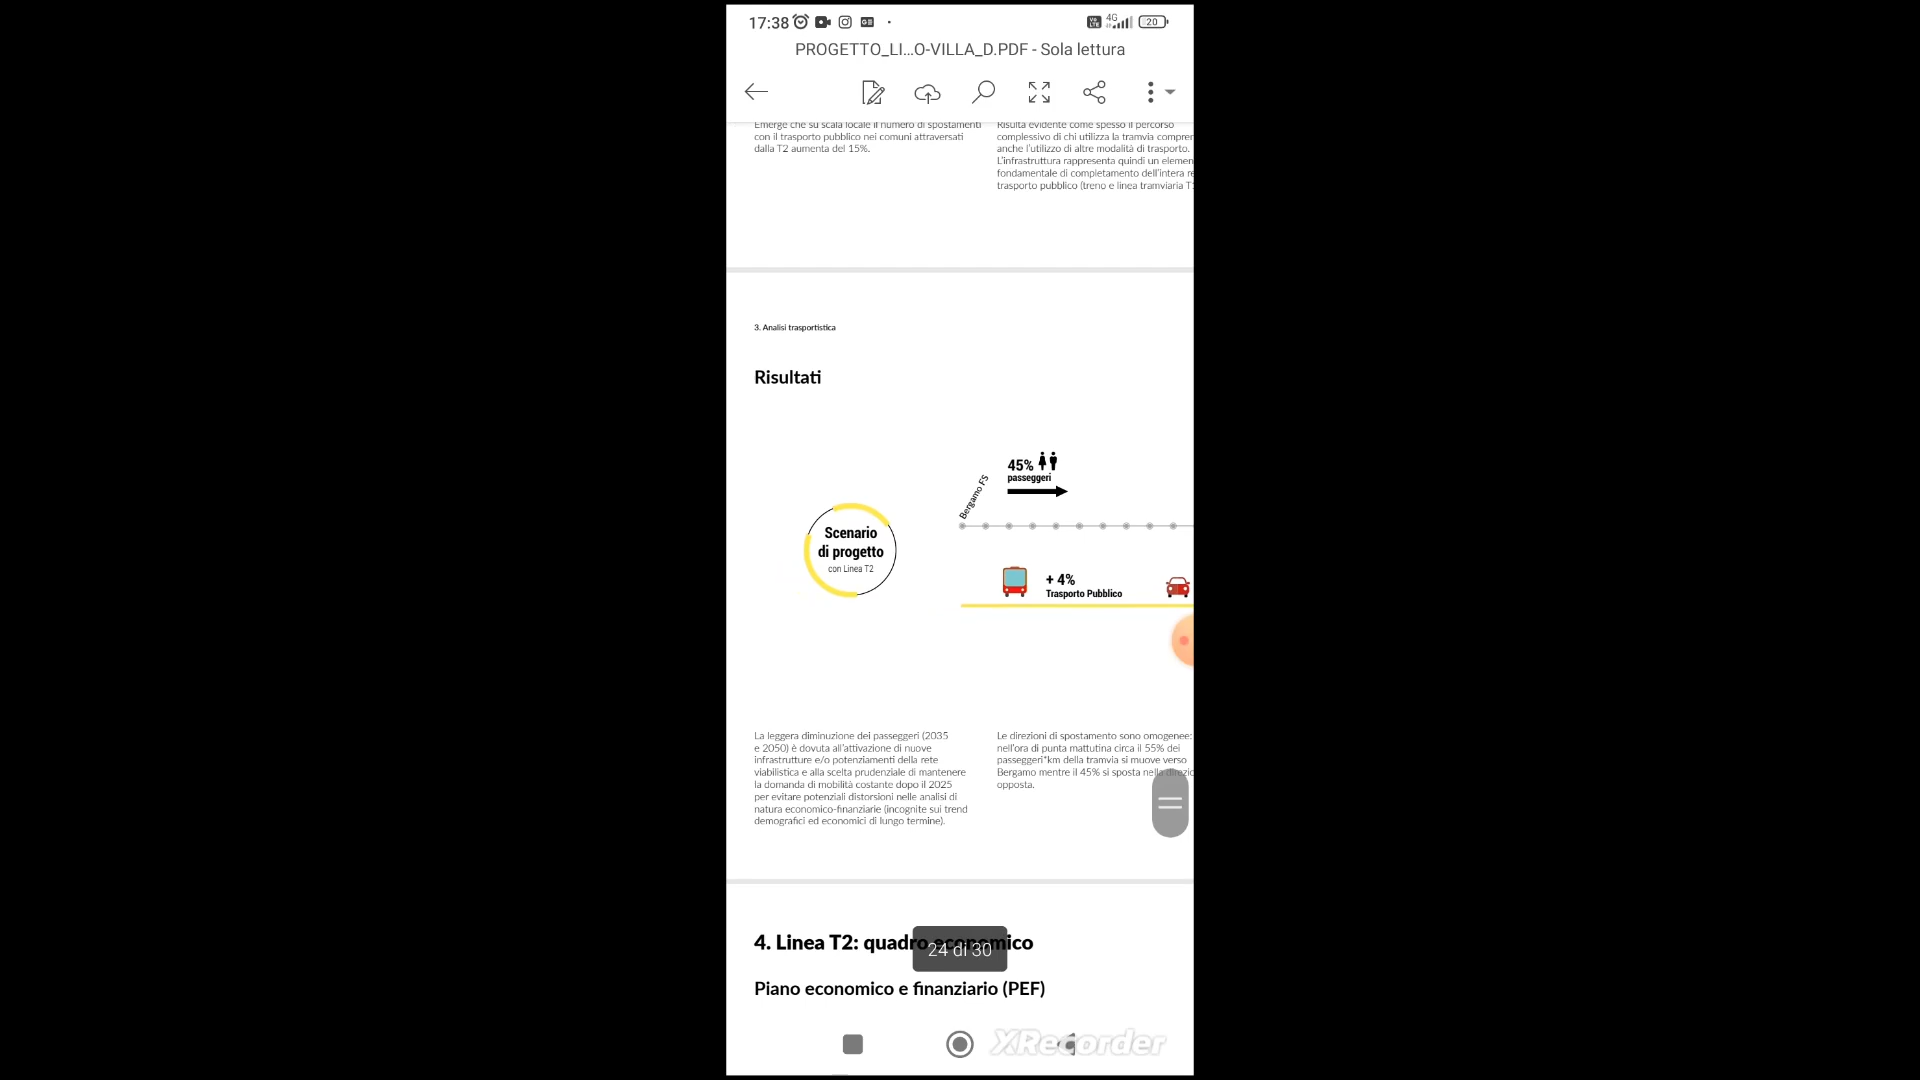 17:38
4G
20
PROGETTO_LI...O-VILLA_D.PDF - Sola lettura
Emerge che su scala locale il numero di spostamenti
con il trasporto pubblico nei comuni attraversati
dalla T2 aumenta del 15%.
Risulta evidente come spesso il percorso
complessivo di chi utilizza la tramvia compren
anche l'utilizzo di altre modalità di trasporto.
L'infrastruttura rappresenta quindi un elemen
fondamentale di completamento dell'intera re
trasporto pubblico (treno e linea tramviaria T
3. Analisi trasportistica
Risultati
45%
passeggeri
Bergamo FS
Scenario
di progetto
con Linea T2
+ 4%
Trasporto Pubblico
La leggera diminuzione dei passeggeri (2035
e 2050) è dovuta all'attivazione di nuove
infrastrutture e/o potenziamenti della rete
viabilistica e alla scelta prudenziale di mantenere
la domanda di mobilità costante dopo il 2025
per evitare potenziali distorsioni nelle analisi di
natura economico-finanziarie (incognite sui trend
demografici ed economici di lungo termine).
Le direzioni di spostamento sono omogenee:
nell'ora di punta mattutina circa il 55% dei
passeggeri*km della tramvia si muove verso
Bergamo mentre il 45% si sposta nella direzio
opposta.
4. Linea T2: quadro economico
24 di 30
Piano economico e finanziario (PEF)
XRecorder